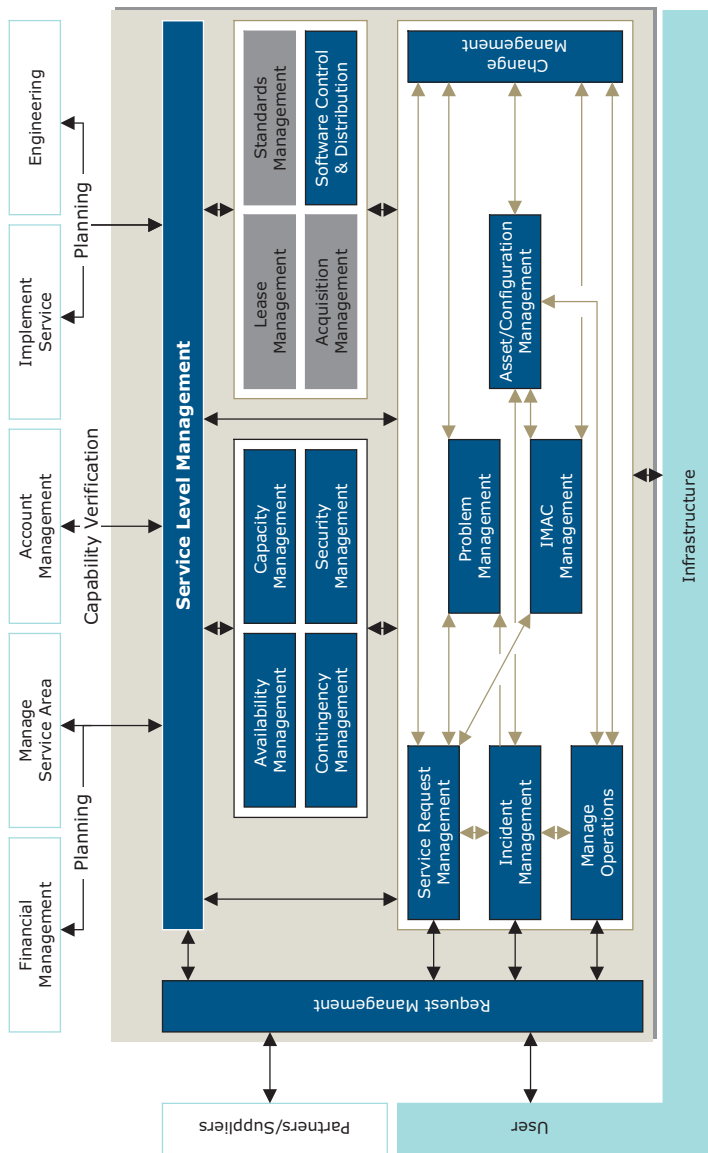 Financial
Management
Manage
Service Area
Account
Management
Implement
Service
Engineering
Planning
Capability Verification
Planning
Service Level Management
Availability
Management
Capacity
Management
Contingency
Management
Security
Management
Lease
Management
Standards
Management
Acquisition
Management
Software Control
& Distribution
Request Management
Partners/Suppliers
User
Service Request
Management
Incident
Management
Manage
Operations
Problem
Management
IMAC
Management
Asset/Configuration
Management
Change
Management
Infrastructure